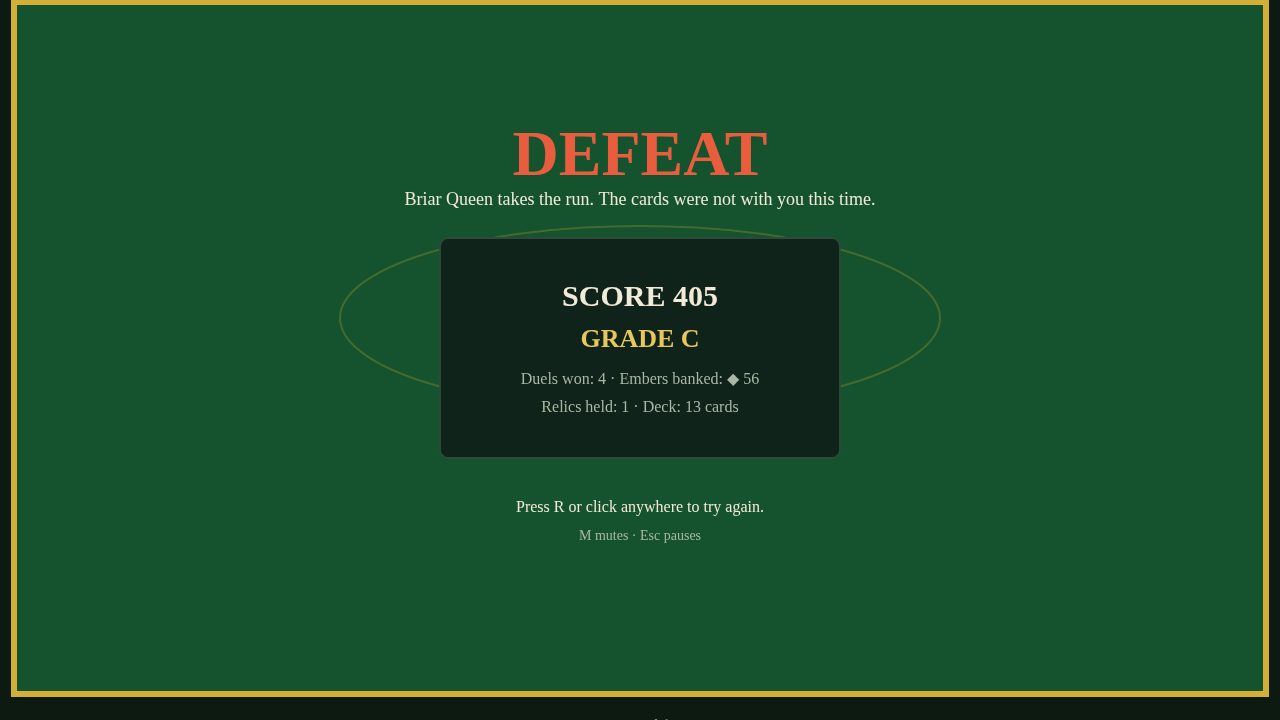 DEFEAT
Briar Queen takes the run. The cards were not with you this time.
SCORE 405
GRADE C
Duels won: 4 · Embers banked: ◆ 56
Relics held: 1 · Deck: 13 cards
Press R or click anywhere to try again.
M mutes · Esc pauses